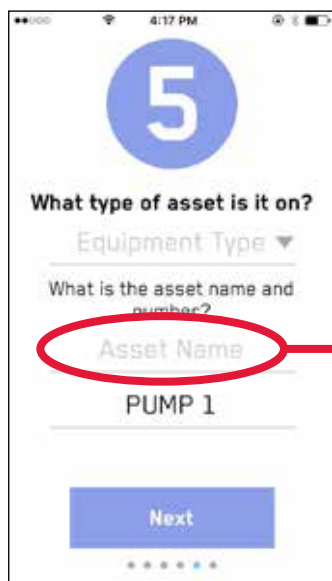 4:17 PM
5
What type of asset is it on?
Equipment Type
What is the asset name and
number?
Asset Name
PUMP 1
Next